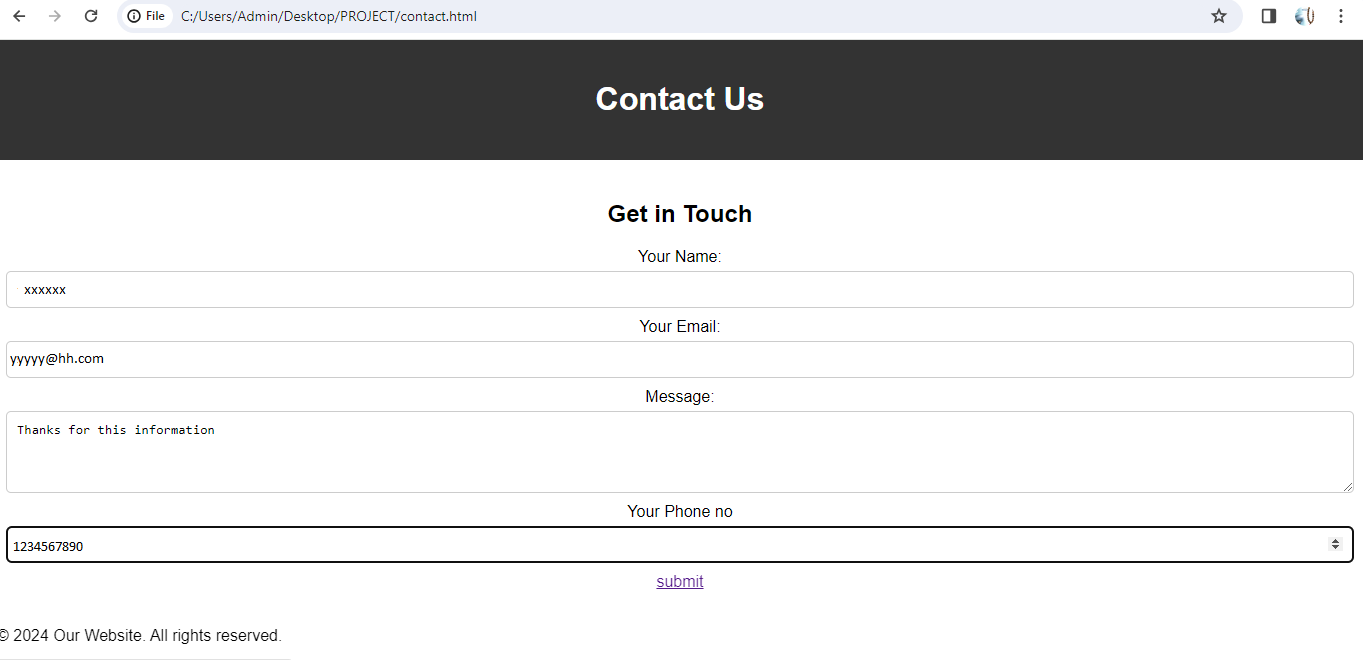 File C:/Users/Admin/Desktop/PROJECT/contact.html
Contact Us
Get in Touch
Your Name:
xxxxxx
Your Email:
yyyyy@hh.com
Message:
Thanks for this information
Your Phone no
1234567890
submit
© 2024 Our Website. All rights reserved.